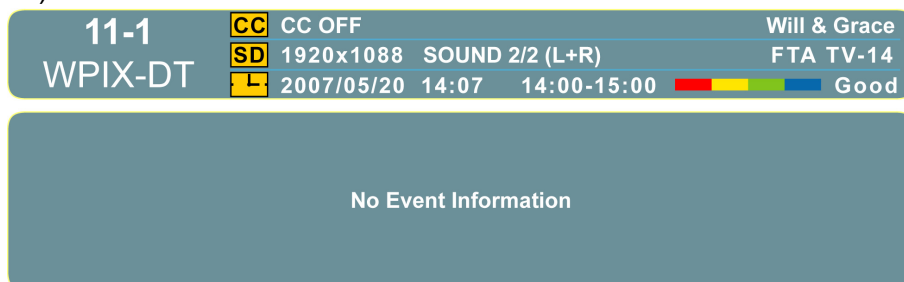 11-1
WPIX-DT
CC CC OFF Will & Grace
SD 1920x1088 SOUND 2/2 (L+R) FTA TV-14
2007/05/20 14:07 14:00-15:00 Good
No Event Information